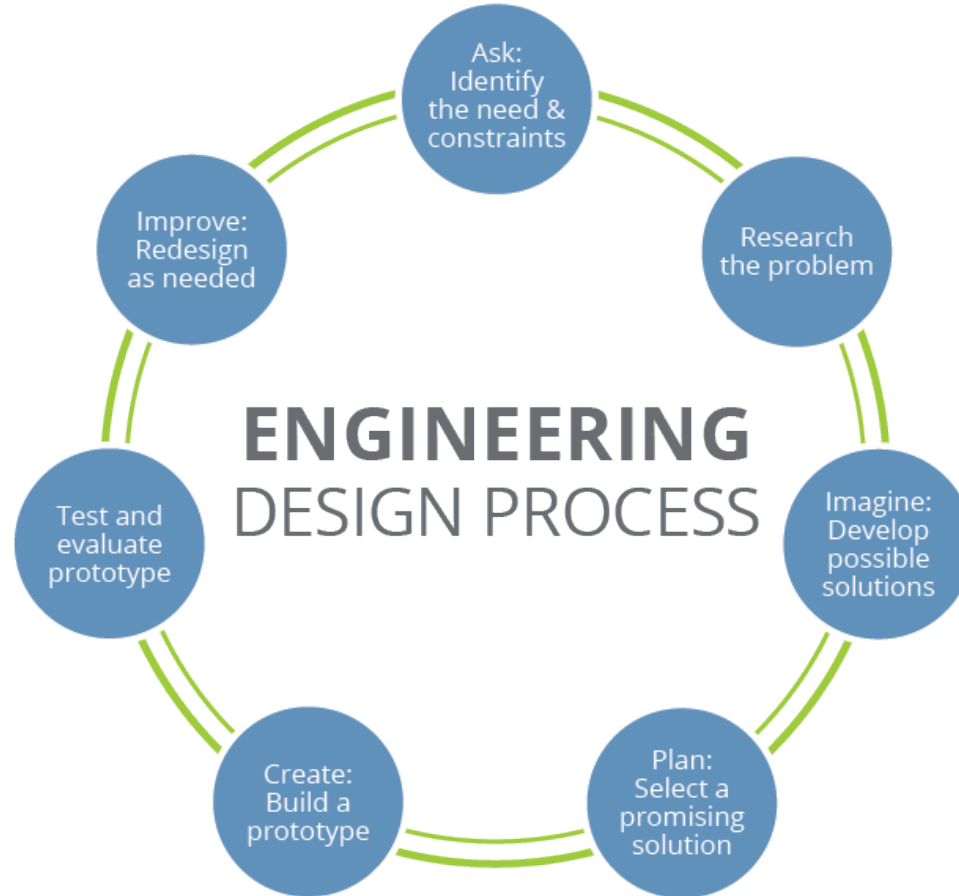 Ask:
Identify
the need &
constraints
Research
the problem
Imagine:
Develop
possible
solutions
Plan:
Select a
promising
solution
Create:
Build a
prototype
Test and
evaluate
prototype
Improve:
Redesign
as needed
ENGINEERING
DESIGN PROCESS